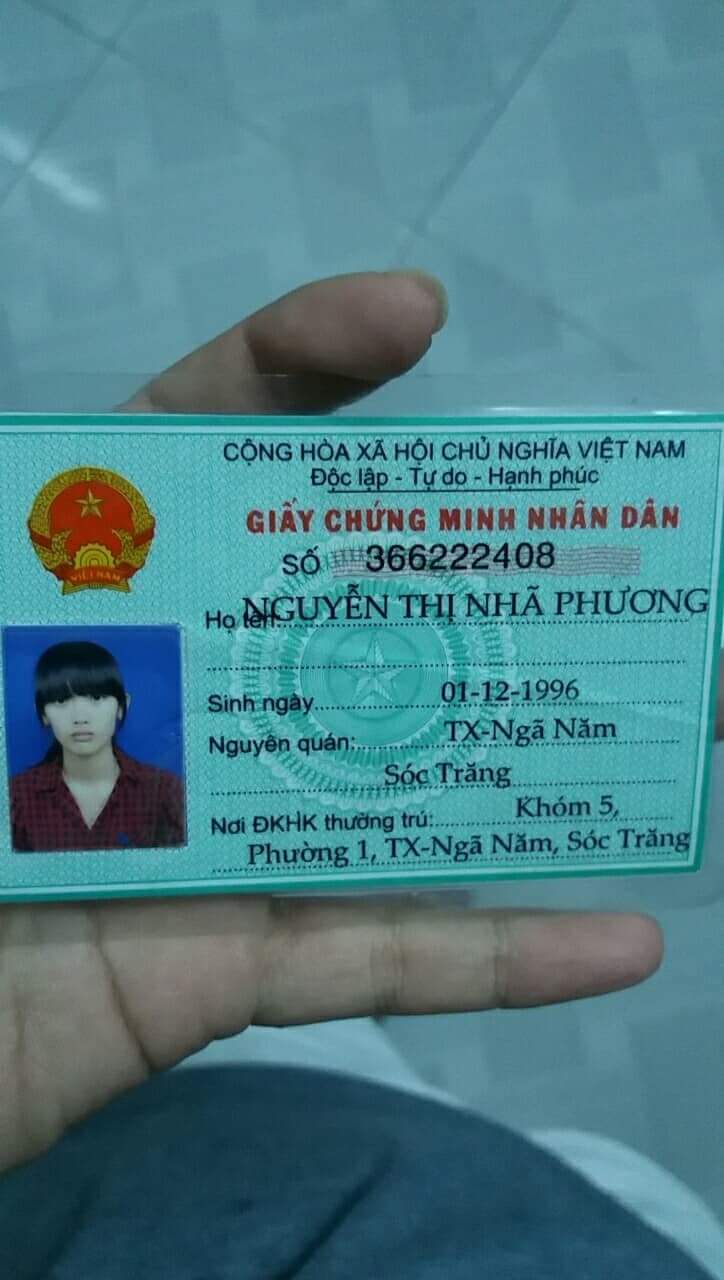 CỘNG HÒA XÃ HỘI CHỦ NGHĨA VIỆT NAM
Độc lập - Tự do - Hạnh phúc
GIẤY CHỨNG MINH NHÂN DÂN
SỐ 366222408
Họ tên NGUYỄN THỊ NHÃ PHƯƠNG
Sinh ngày 01-12-1996
Nguyên quán: TX-Ngã Năm
Sóc Trăng
Nơi ĐKHK thường trú: Khóm 5,
Phường 1, TX-Ngã Năm, Sóc Trăng
VIỆT NAM